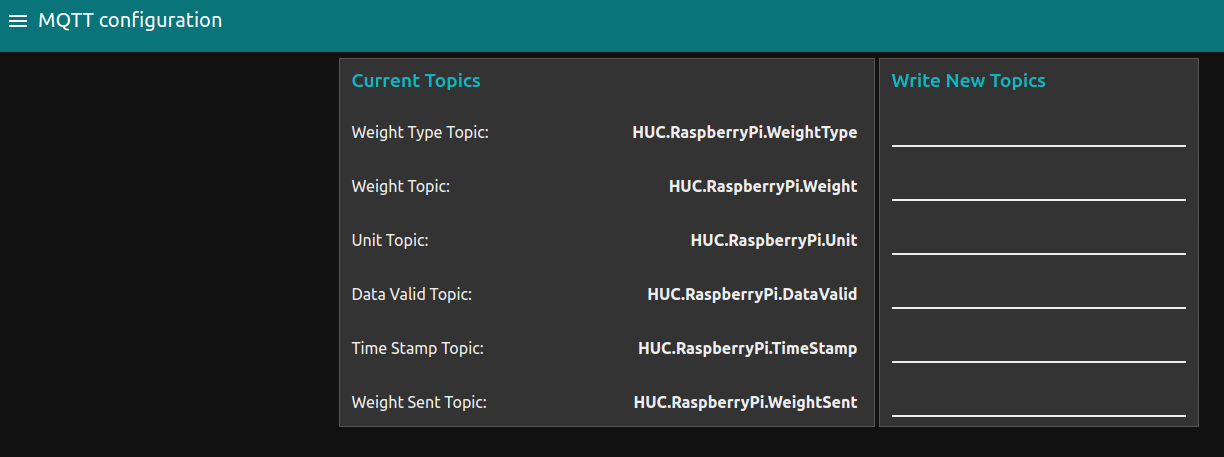 MQTT configuration
Current Topics
Weight Type Topic: HUC.RaspberryPi.WeightType
Weight Topic: HUC.RaspberryPi.Weight
Unit Topic: HUC.RaspberryPi.Unit
Data Valid Topic: HUC.RaspberryPi.DataValid
Time Stamp Topic: HUC.RaspberryPi.TimeStamp
Weight Sent Topic: HUC.RaspberryPi.WeightSent
Write New Topics